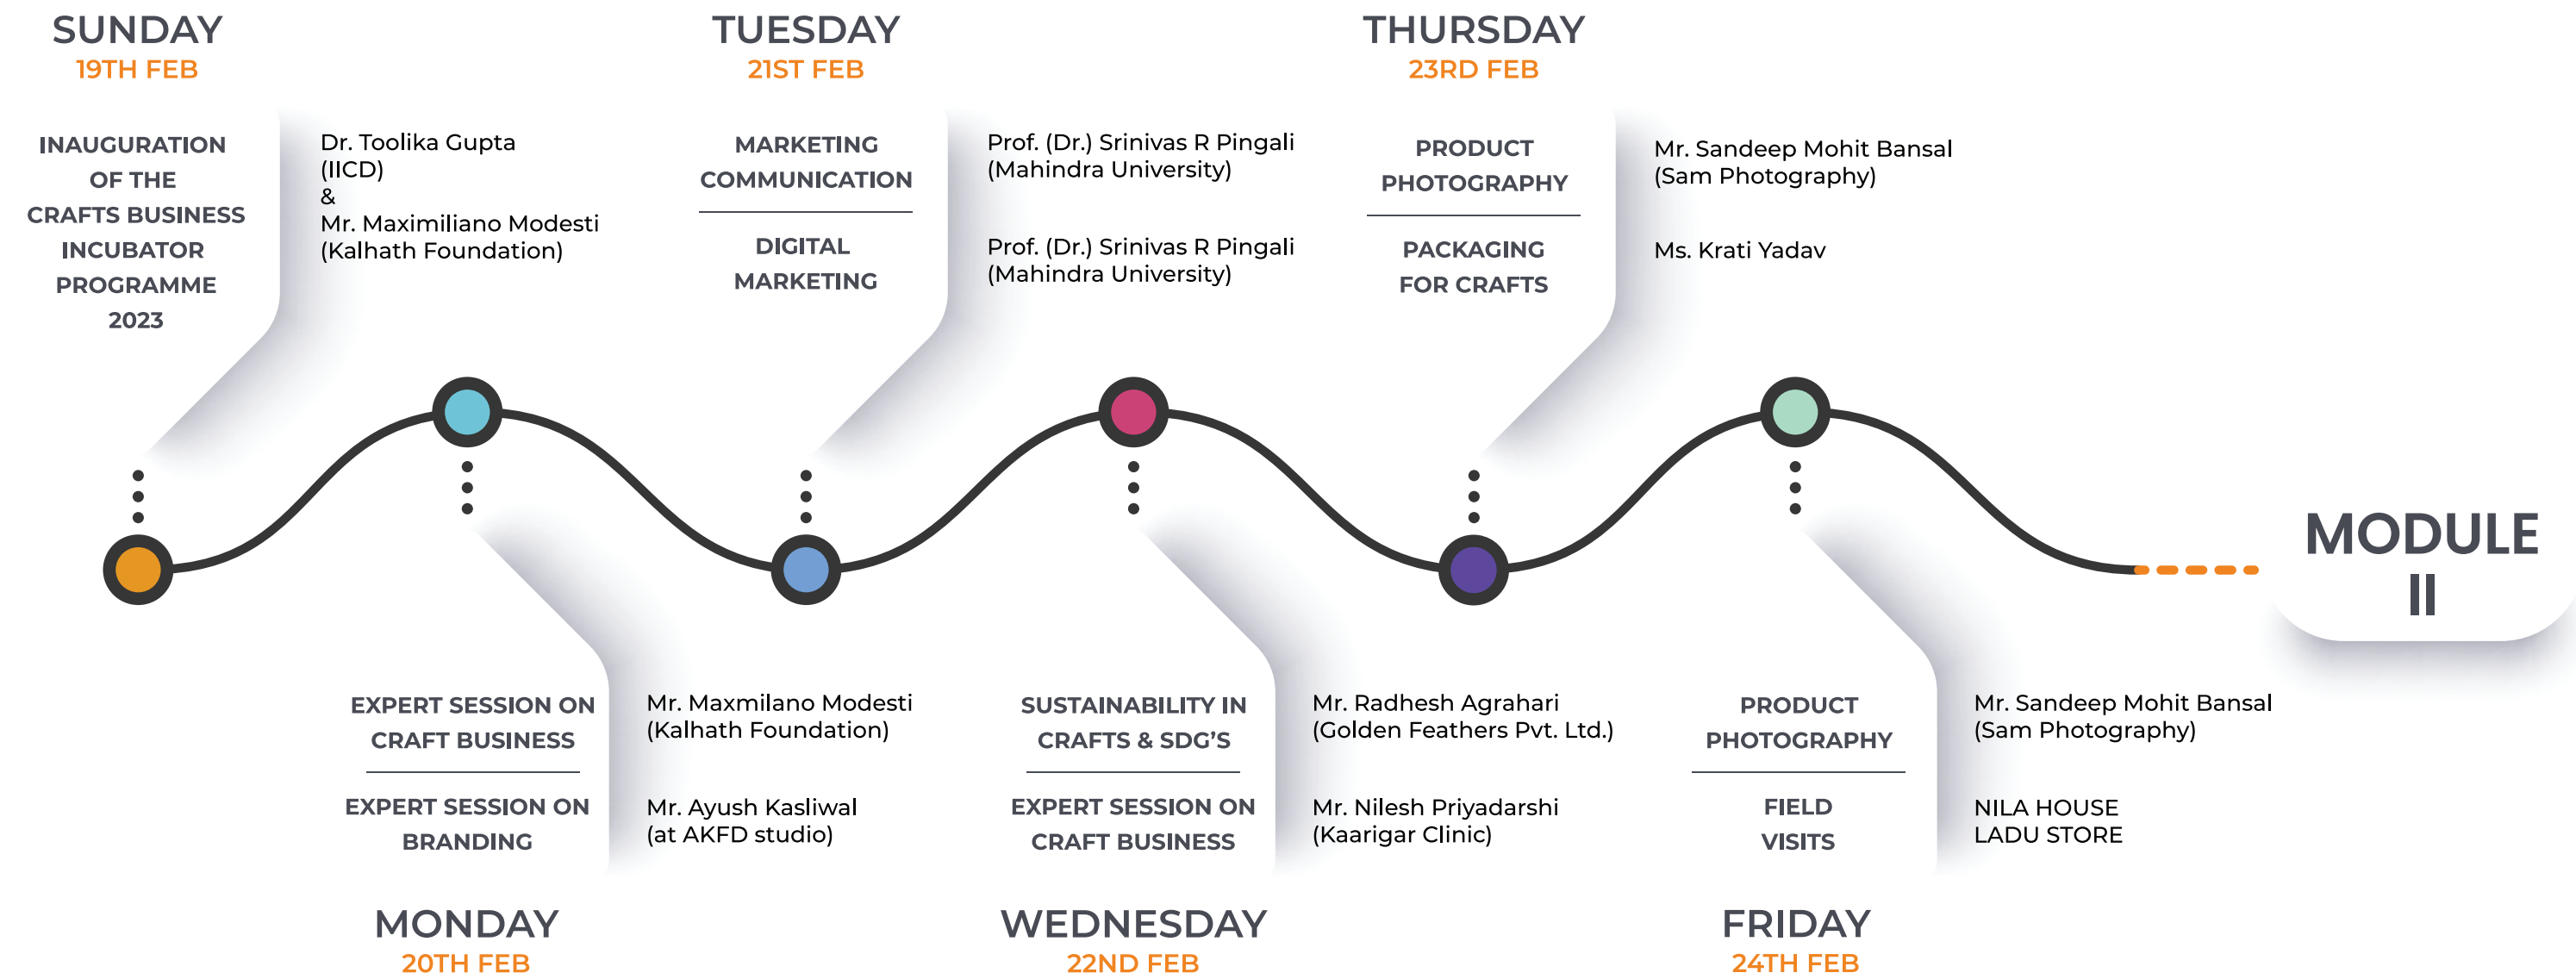 SUNDAY
19TH FEB
INAUGURATION
OF THE
CRAFTS BUSINESS
INCUBATOR
PROGRAMME
2023
Dr. Toolika Gupta
(IICD)
&
Mr. Maximiliano Modesti
(Kalhath Foundation)
EXPERT SESSION ON
CRAFT BUSINESS
Mr. Maxmilano Modesti
(Kalhath Foundation)
EXPERT SESSION ON
BRANDING
Mr. Ayush Kasliwal
(at AKFD studio)
MONDAY
20TH FEB
TUESDAY
21ST FEB
MARKETING
COMMUNICATION
Prof. (Dr.) Srinivas R Pingali
(Mahindra University)
DIGITAL
MARKETING
Prof. (Dr.) Srinivas R Pingali
(Mahindra University)
SUSTAINABILITY IN
CRAFTS & SDG'S
Mr. Radhesh Agrahari
(Golden Feathers Pvt. Ltd.)
EXPERT SESSION ON
CRAFT BUSINESS
Mr. Nilesh Priyadarshi
(Kaarigar Clinic)
WEDNESDAY
22ND FEB
THURSDAY
23RD FEB
PRODUCT
PHOTOGRAPHY
Mr. Sandeep Mohit Bansal
(Sam Photography)
PACKAGING
FOR CRAFTS
Ms. Krati Yadav
PRODUCT
PHOTOGRAPHY
Mr. Sandeep Mohit Bansal
(Sam Photography)
FIELD
VISITS
NILA HOUSE
LADU STORE
FRIDAY
24TH FEB
MODULE
II